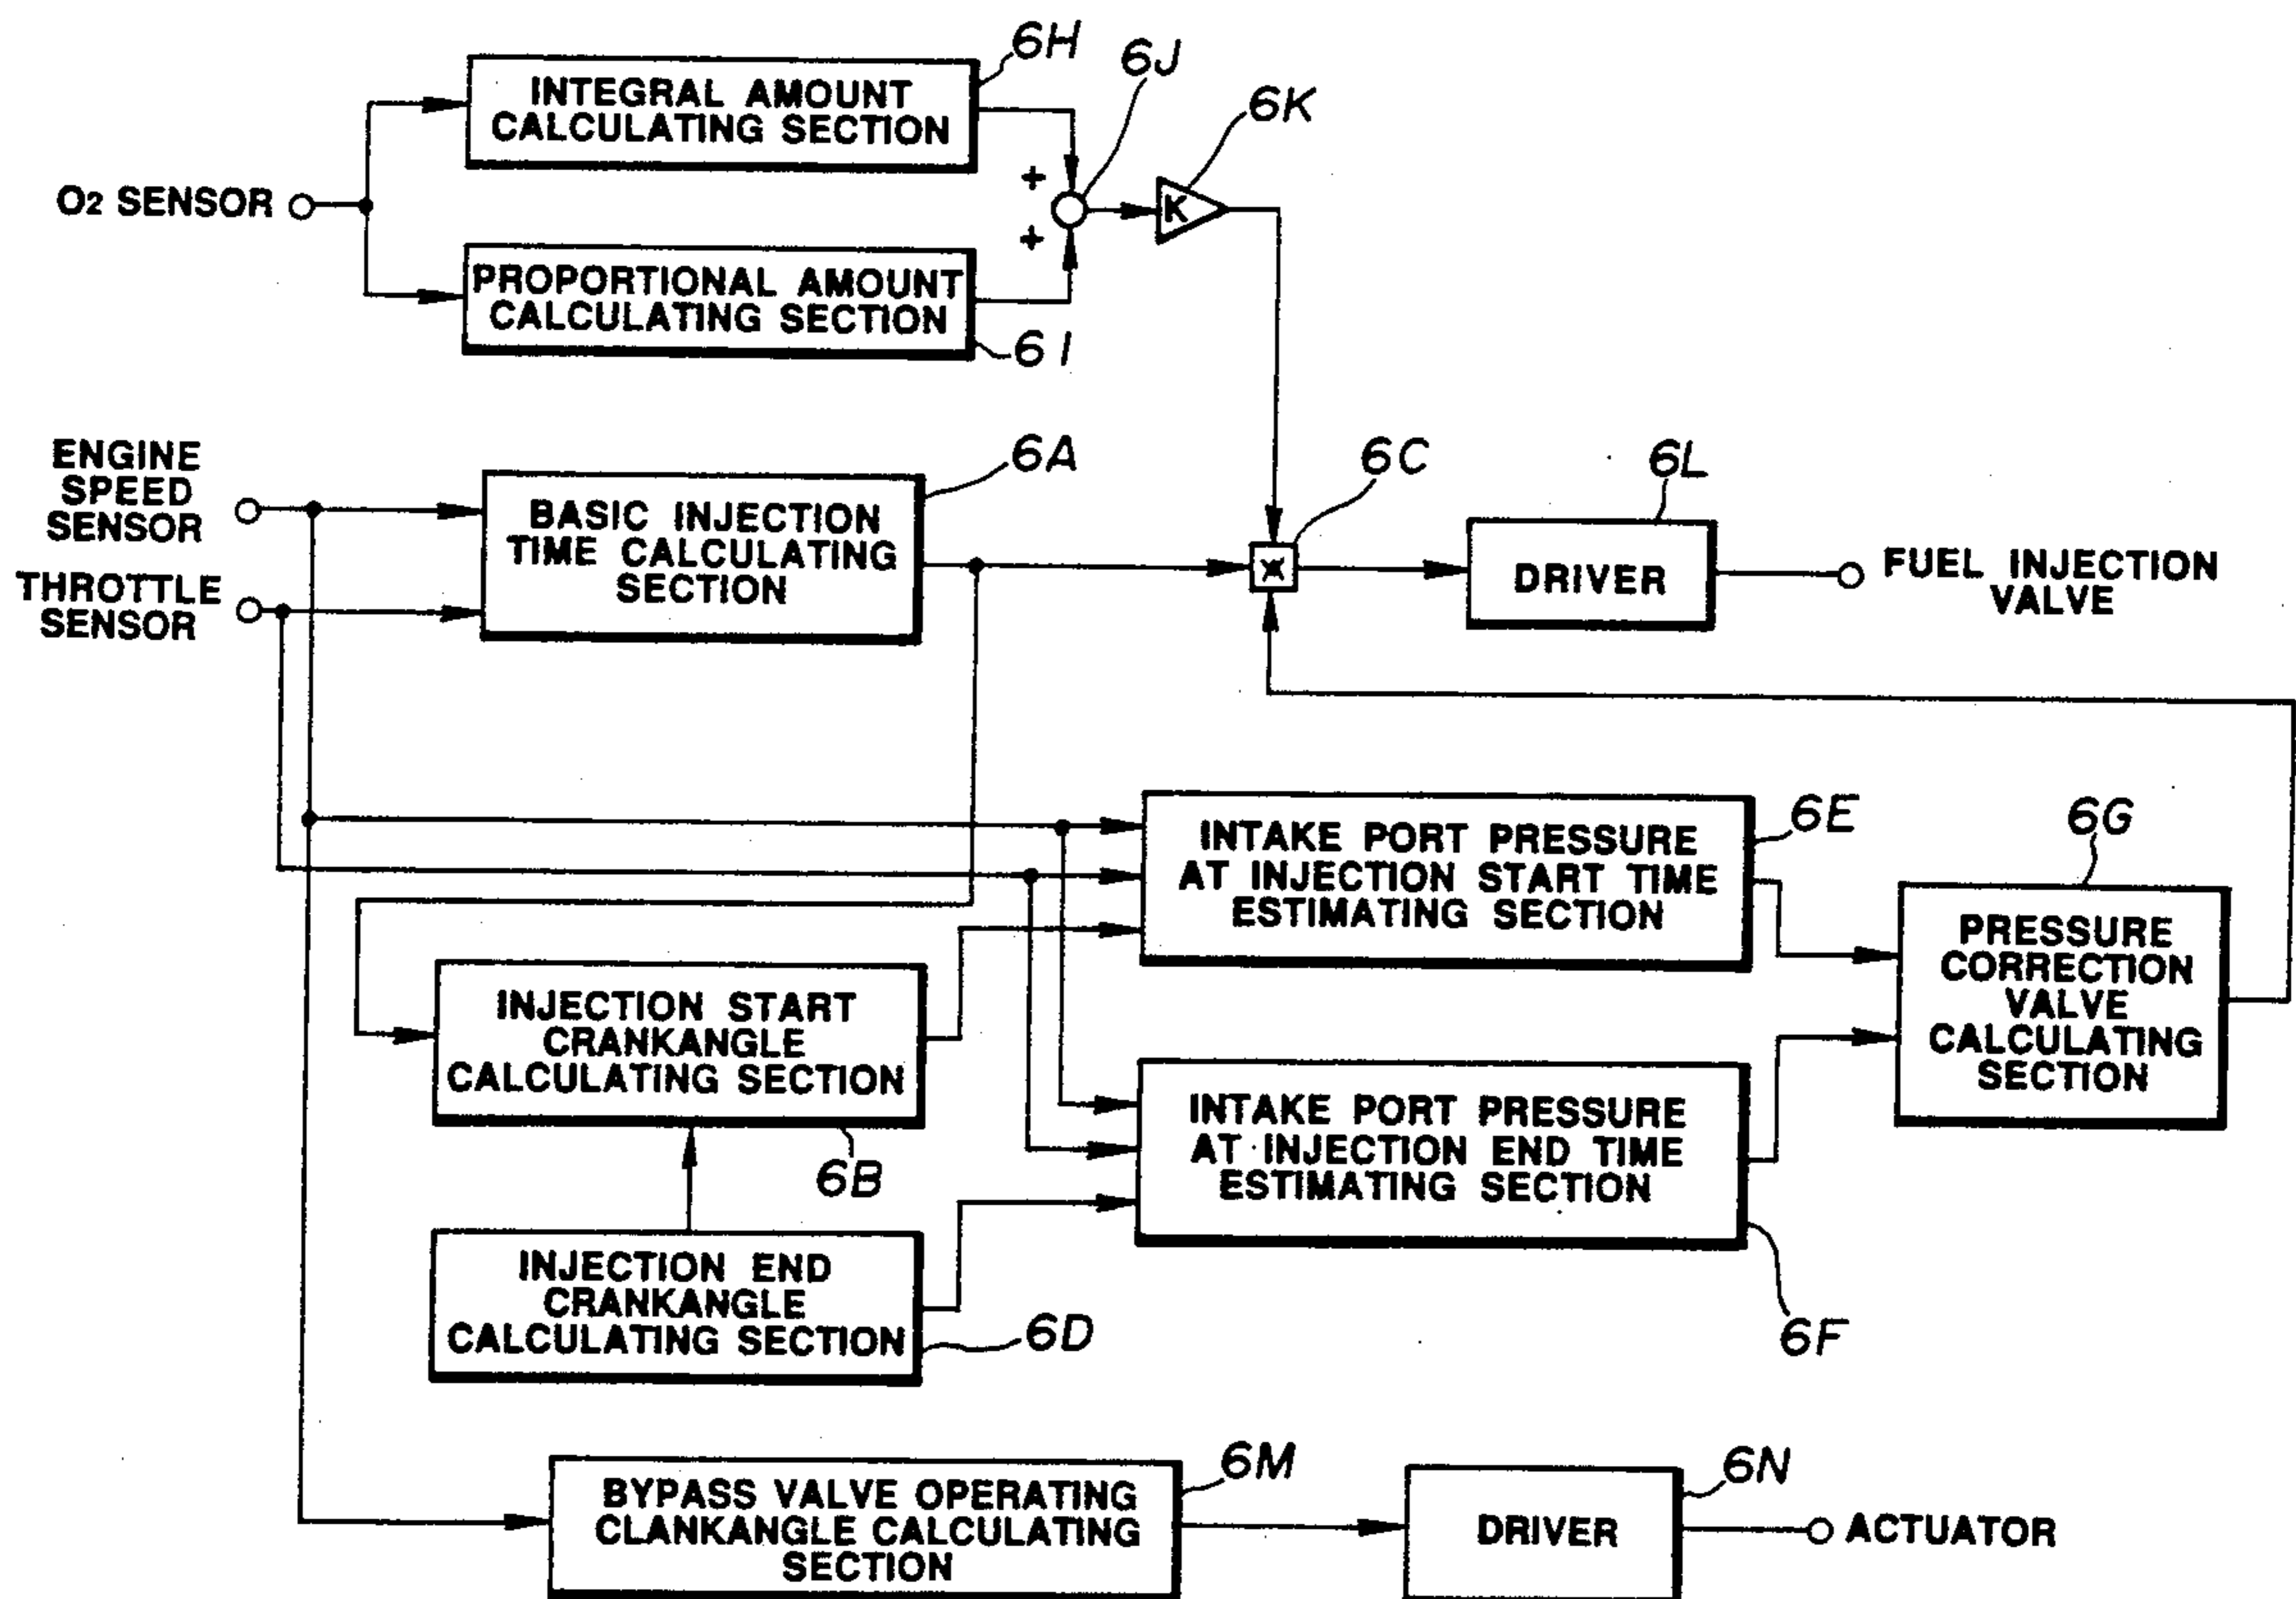 6H
6J
INTEGRAL AMOUNT
CALCULATING SECTION
6K
+
O2 SENSOR
K
+
PROPORTIONAL AMOUNT
CALCULATING SECTION
6I
ENGINE
SPEED
SENSOR
6A
6C
6L
BASIC INJECTION
TIME CALCULATING
SECTION
THROTTLE
SENSOR
×
DRIVER
FUEL INJECTION
VALVE
6E
6G
INTAKE PORT PRESSURE
AT INJECTION START TIME
ESTIMATING SECTION
PRESSURE
CORRECTION
VALVE
CALCULATING
SECTION
INJECTION START
CRANKANGLE
CALCULATING SECTION
6B
INTAKE PORT PRESSURE
AT INJECTION END TIME
ESTIMATING SECTION
INJECTION END
CRANKANGLE
CALCULATING SECTION
6D
6F
6M
6N
BYPASS VALVE OPERATING
CLANKANGLE CALCULATING
SECTION
DRIVER
ACTUATOR